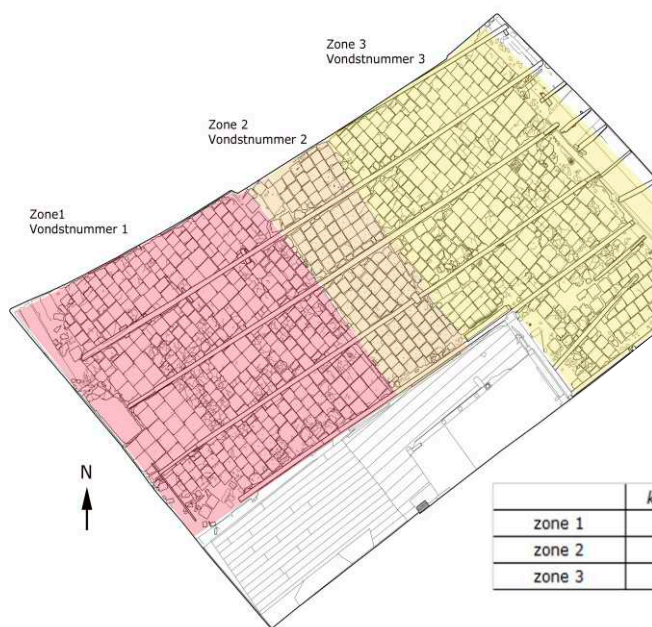 Zone 3
Vondstnummer 3
Zone 2
Vondstnummer 2
Zone1
Vondstnummer 1
N
k
zone 1
zone 2
zone 3